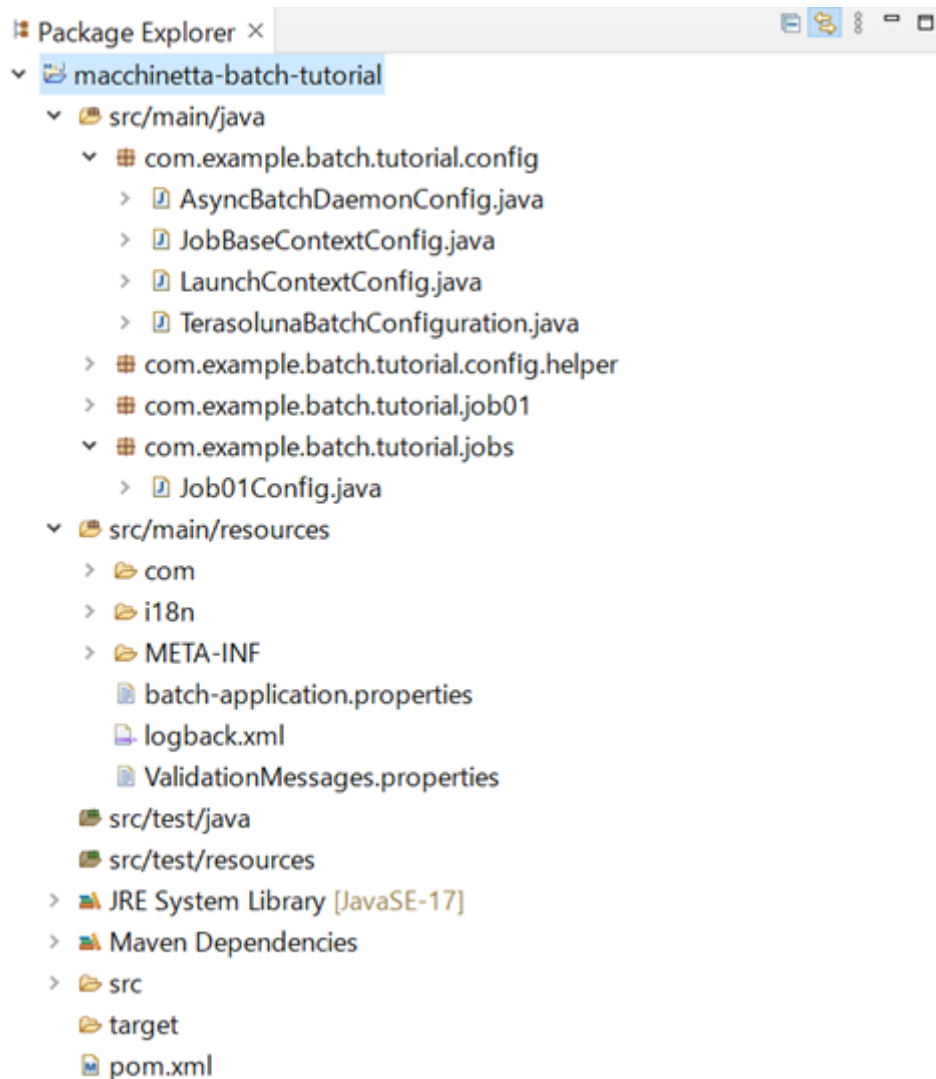 Package Explorer ×
macchinetta-batch-tutorial
src/main/java
com.example.batch.tutorial.config
AsyncBatchDaemonConfig.java
JobBaseContextConfig.java
LaunchContextConfig.java
TerasolunaBatchConfiguration.java
com.example.batch.tutorial.config.helper
com.example.batch.tutorial.job01
com.example.batch.tutorial.jobs
Job01Config.java
src/main/resources
com
i18n
META-INF
batch-application.properties
logback.xml
ValidationMessages.properties
src/test/java
src/test/resources
JRE System Library [JavaSE-17]
Maven Dependencies
src
target
pom.xml